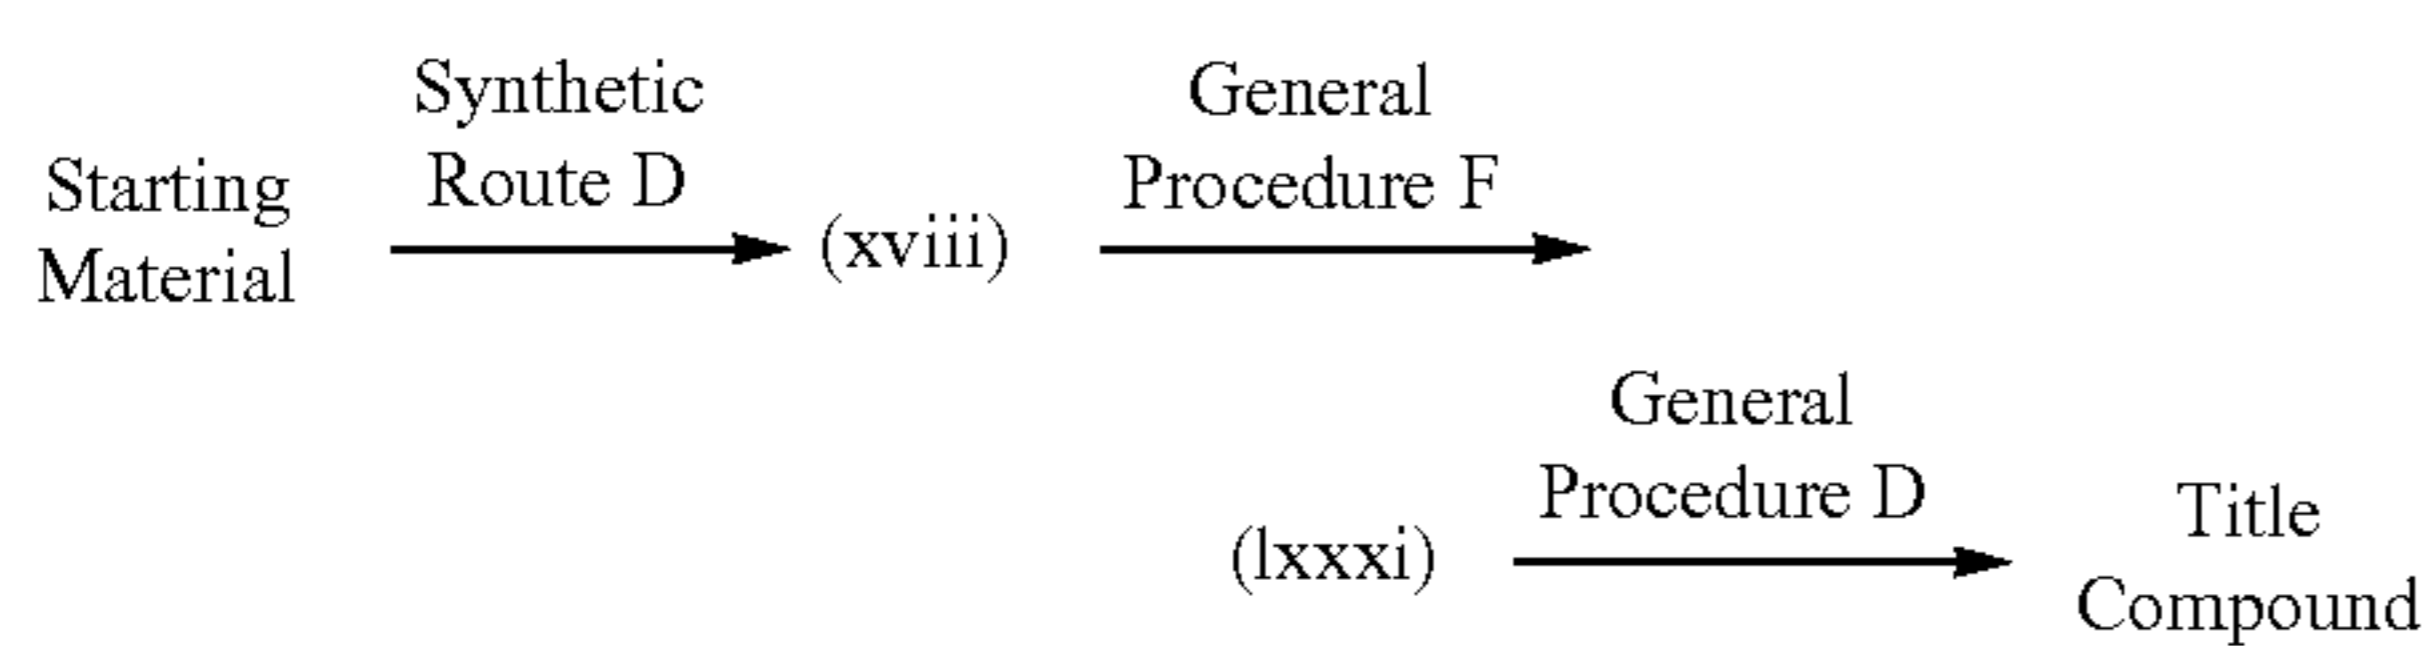 Starting
Material
Synthetic
Route D
(xviii)
General
Procedure F
(lxxxi)
General
Procedure D
Title
Compound